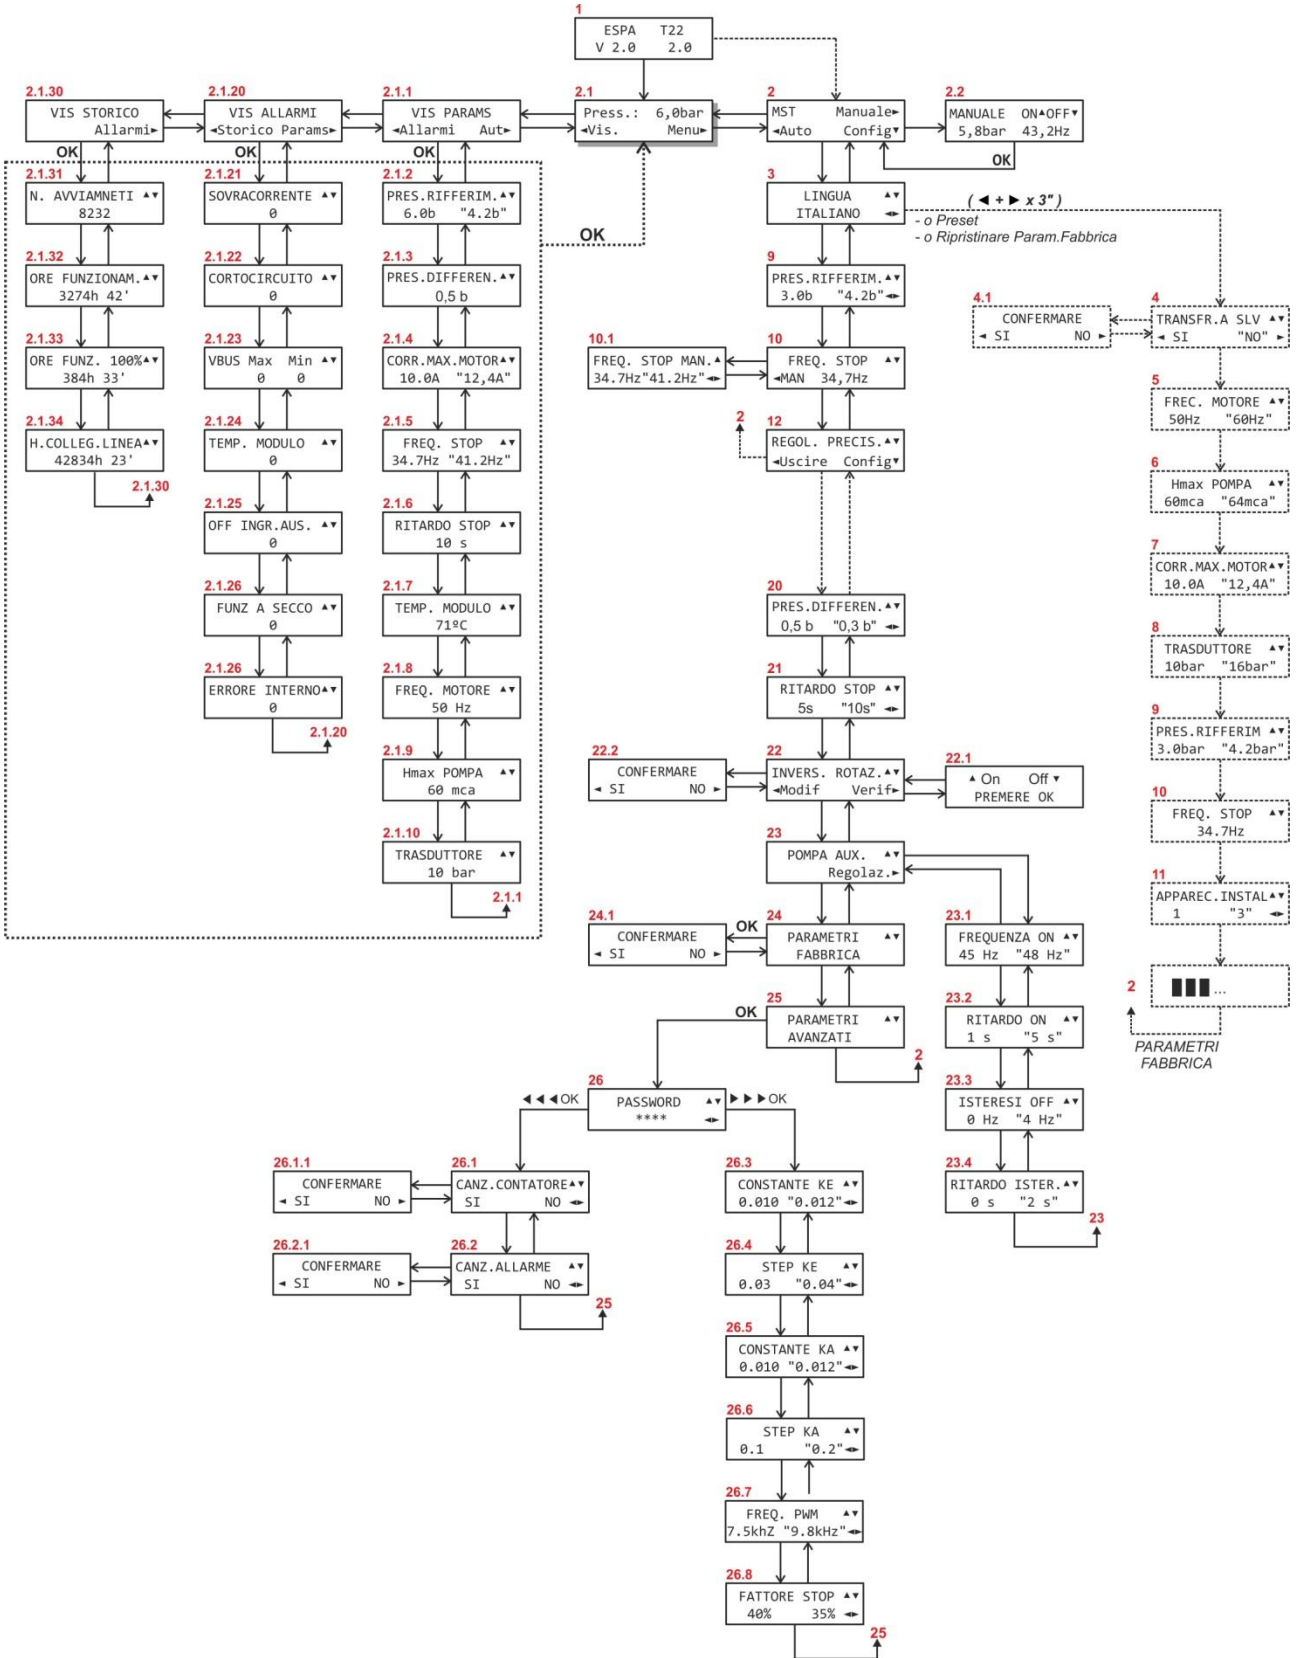 1
ESPA T22
V 2.0 2.0
2.1.30
VIS STORICO
Allarmi►
2.1.20
VIS ALLARMI
◄Storico Params►
2.1.1
VIS PARAMS
◄Allarmi Aut►
2.1
Press.: 6,0bar
◄Vis. Menu►
2
MST Manuale►
◄Auto Config▼
2.2
MANUALE ON▲OFF▼
5,8bar 43,2Hz
OK
OK
OK
OK
2.1.31
N. AVVIAMNETI ▲▼
8232
2.1.32
ORE FUNZIONAM.▲▼
3274h 42'
2.1.33
ORE FUNZ. 100%▲▼
384h 33'
2.1.34
H.COLLEG.LINEA▲▼
42834h 23'
2.1.30
2.1.21
SOVRACORRENTE ▲▼
0
2.1.22
CORTOCIRCUITO ▲▼
0
2.1.23
VBUS Max Min ▲▼
0 0
2.1.24
TEMP. MODULO ▲▼
0
2.1.25
OFF INGR.AUS. ▲▼
0
2.1.26
FUNZ A SECCO ▲▼
0
2.1.26
ERRORE INTERNO▲▼
0
2.1.20
2.1.2
PRES.RIFFERIM.▲▼
6.0b "4.2b"
2.1.3
PRES.DIFFEREN.▲▼
0,5 b
2.1.4
CORR.MAX.MOTOR▲▼
10.0A "12,4A"
2.1.5
FREQ. STOP ▲▼
34.7Hz "41.2Hz"
2.1.6
RITARDO STOP ▲▼
10 s
2.1.7
TEMP. MODULO ▲▼
71ºC
2.1.8
FREQ. MOTORE ▲▼
50 Hz
2.1.9
Hmax POMPA ▲▼
60 mca
2.1.10
TRASDUTTORE ▲▼
10 bar
2.1.1
OK
3
LINGUA ▲▼
ITALIANO ◄►
( ◄ + ► x 3" )
- o Preset
- o Ripristinare Param.Fabbrica
9
PRES.RIFFERIM.▲▼
3.0b "4.2b"◄►
10.1
FREQ. STOP MAN.▲
34.7Hz"41.2Hz"◄►
10
FREQ. STOP ▲▼
◄MAN 34,7Hz
2
12
REGOL. PRECIS.▲▼
◄Uscire Config▼
20
PRES.DIFFEREN.▲▼
0,5 b "0,3 b" ◄►
21
RITARDO STOP ▲▼
5s "10s" ◄►
22.2
CONFERMARE
◄ SI NO ►
22
INVERS. ROTAZ.▲▼
◄Modif Verif►
22.1
▲ On Off ▼
PREMERE OK
23
POMPA AUX. ▲▼
Regolaz.►
24.1
CONFERMARE
◄ SI NO ►
OK
24
PARAMETRI ▲▼
FABBRICA
25
PARAMETRI ▲▼
AVANZATI
OK
2
23.1
FREQUENZA ON ▲▼
45 Hz "48 Hz"
23.2
RITARDO ON ▲▼
1 s "5 s"
23.3
ISTERESI OFF ▲▼
0 Hz "4 Hz"
23.4
RITARDO ISTER.▲▼
0 s "2 s"
23
4.1
CONFERMARE
◄ SI NO ►
4
TRANSFR.A SLV ▲▼
◄ SI "NO" ►
5
FREC. MOTORE ▲▼
50Hz "60Hz"
6
Hmax POMPA ▲▼
60mca "64mca"
7
CORR.MAX.MOTOR▲▼
10.0A "12,4A"
8
TRASDUTTORE ▲▼
10bar "16bar"
9
PRES.RIFFERIM ▲▼
3.0bar "4.2bar"
10
FREQ. STOP ▲▼
34.7Hz
11
APPAREC.INSTAL▲▼
1 "3" ◄►
2
███...
PARAMETRI
FABBRICA
26
PASSWORD ▲▼
**** ◄►
◄◄◄OK
►►►OK
26.1.1
CONFERMARE
◄ SI NO ►
26.1
CANZ.CONTATORE▲▼
SI NO ◄►
26.2.1
CONFERMARE
◄ SI NO ►
26.2
CANZ.ALLARME ▲▼
SI NO ◄►
25
26.3
CONSTANTE KE ▲▼
0.010 "0.012"◄►
26.4
STEP KE ▲▼
0.03 "0.04"◄►
26.5
CONSTANTE KA ▲▼
0.010 "0.012"◄►
26.6
STEP KA ▲▼
0.1 "0.2"◄►
26.7
FREQ. PWM ▲▼
7.5khZ "9.8kHz"◄►
26.8
FATTORE STOP ▲▼
40% 35% ◄►
25